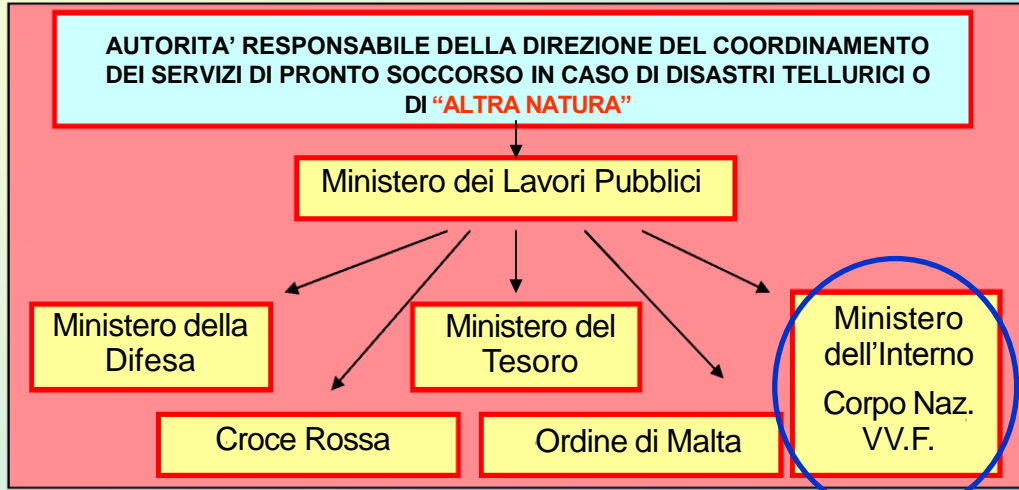 AUTORITA’ RESPONSABILE DELLA DIREZIONE DEL COORDINAMENTO
DEI SERVIZI DI PRONTO SOCCORSO IN CASO DI DISASTRI TELLURICI O
DI “ALTRA NATURA”
Ministero dei Lavori Pubblici
Ministero della
Difesa
Ministero del
Tesoro
Ministero
dell’Interno
Corpo Naz.
VV.F.
Croce Rossa
Ordine di Malta